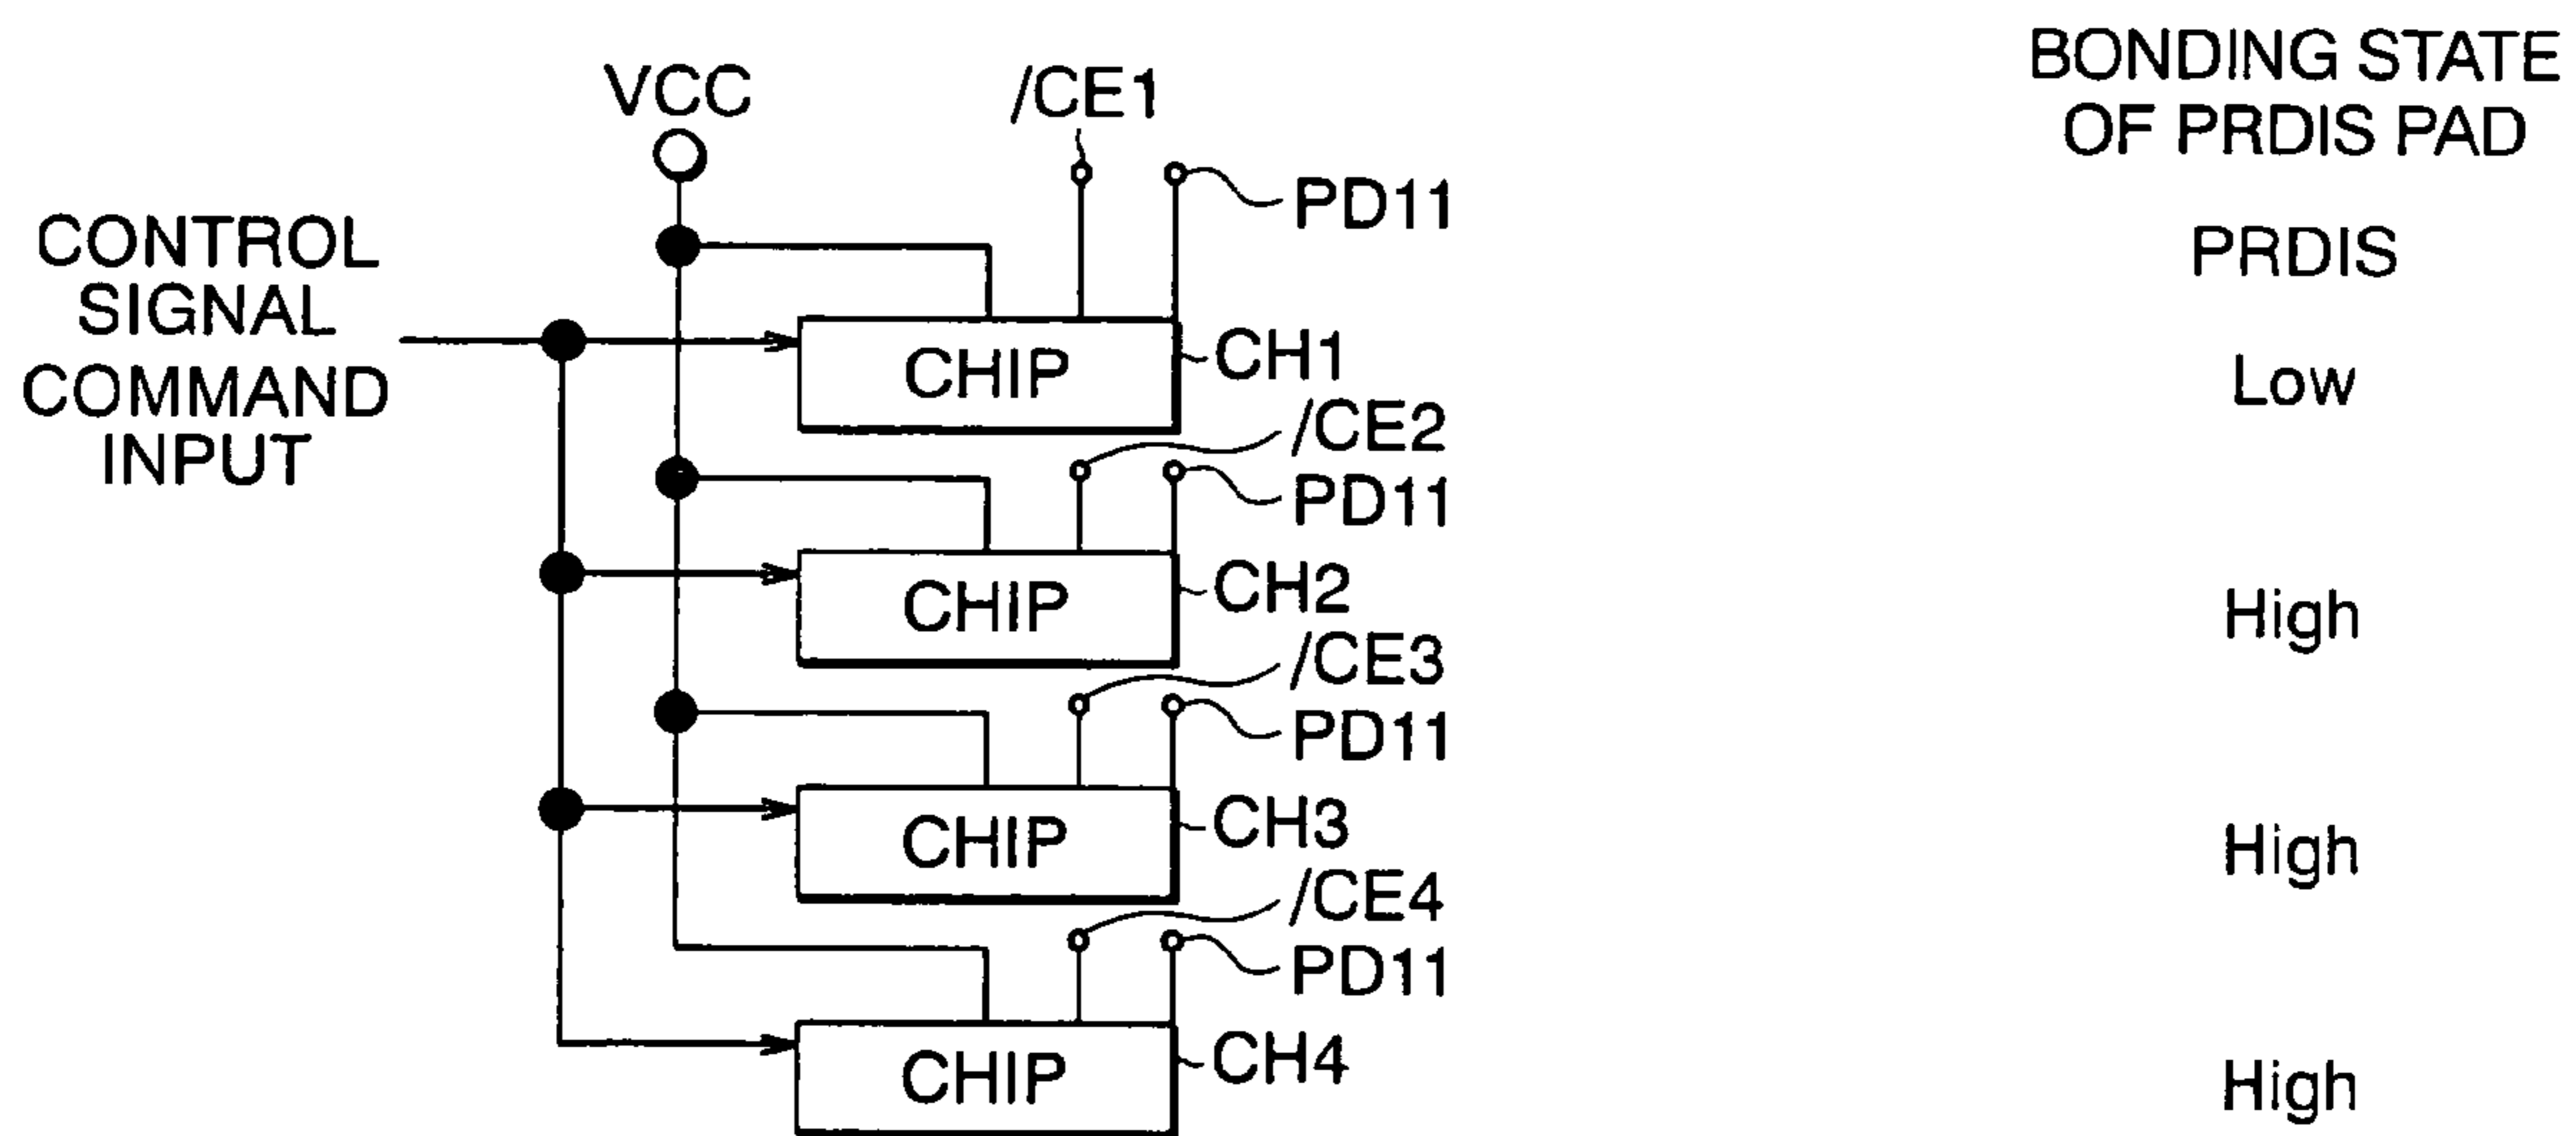 BONDING STATE
OF PRDIS PAD
VCC
/CE1
PD11
PRDIS
CONTROL
SIGNAL
COMMAND
INPUT
CHIP
CH1
Low
/CE2
PD11
CHIP
CH2
High
/CE3
PD11
CHIP
CH3
High
/CE4
PD11
CHIP
CH4
High